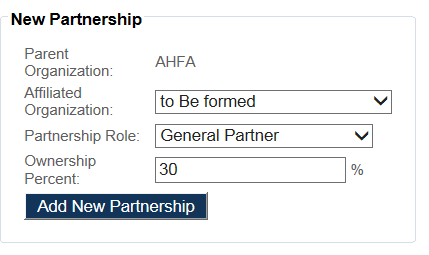 New Partnership
Parent
Organization: AHFA
Affiliated
Organization: to Be formed
Partnership Role: General Partner
Ownership
Percent: 30 %
Add New Partnership